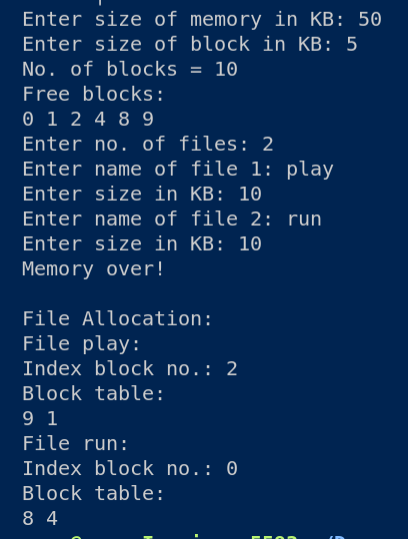 Enter size of memory in KB: 50
Enter size of block in KB: 5
No. of blocks = 10
Free blocks:
0 1 2 4 8 9
Enter no. of files: 2
Enter name of file 1: play
Enter size in KB: 10
Enter name of file 2: run
Enter size in KB: 10
Memory over!

File Allocation:
File play:
Index block no.: 2
Block table:
9 1
File run:
Index block no.: 0
Block table:
8 4